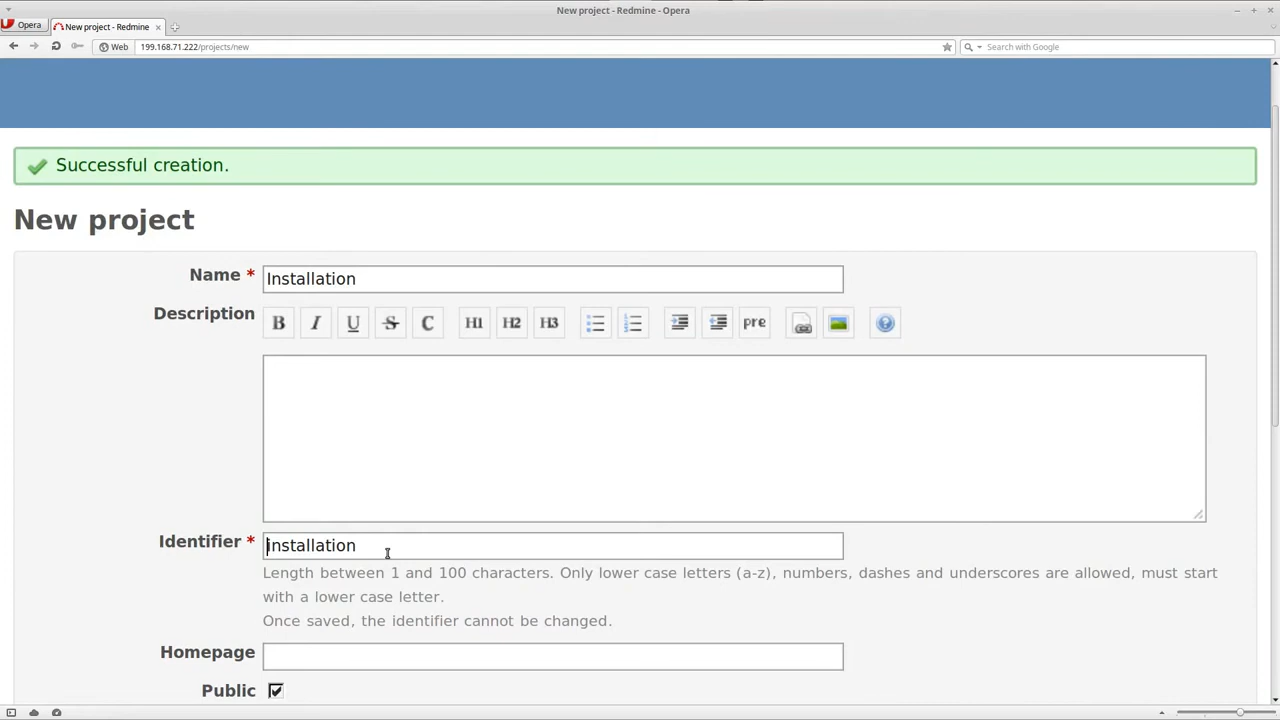 New project - Redmine - Opera
Opera
New project - Redmine
Web
199.168.71.222/projects/new
Search with Google
Successful creation.
New project
Name *
Installation
Description
B I U S C H1 H2 H3 pre ?
Identifier *
installation
Length between 1 and 100 characters. Only lower case letters (a-z), numbers, dashes and underscores are allowed, must start
with a lower case letter.
Once saved, the identifier cannot be changed.
Homepage
Public